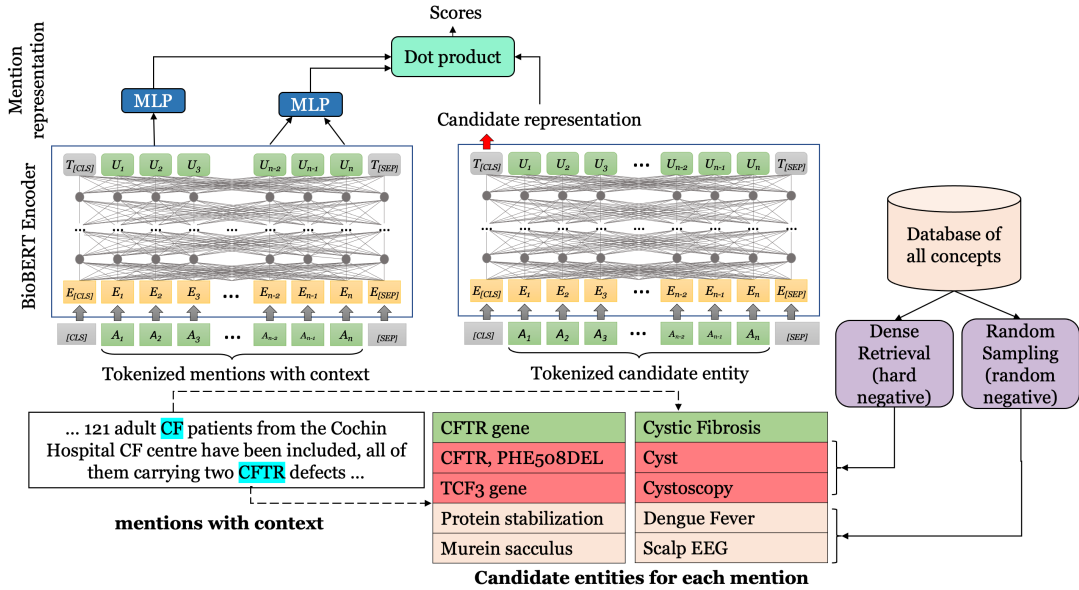 Scores
Dot product
Mention
representation
MLP
MLP
Candidate representation
BioBERT Encoder
T[CLS] U1 U2 U3 Un-2 Un-1 Un T[SEP]
T[CLS] U1 U2 U3 ... Un-2 Un-1 Un T[SEP]
... ... ... ... ... ... ...
... ... ... ... ... ... ...
E[CLS] E1 E2 E3 ... En-2 En-1 En E[SEP]
E[CLS] E1 E2 E3 ... En-2 En-1 En E[SEP]
[CLS] A1 A2 A3 ... An-2 An-1 An [SEP]
[CLS] A1 A2 A3 ... An-2 An-1 An [SEP]
Tokenized mentions with context
Tokenized candidate entity
Database of
all concepts
Dense
Retrieval
(hard
negative)
Random
Sampling
(random
negative)
... 121 adult CF patients from the Cochin
Hospital CF centre have been included, all of
them carrying two CFTR defects ...
mentions with context
CFTR gene
Cystic Fibrosis
CFTR, PHE508DEL
Cyst
TCF3 gene
Cystoscopy
Protein stabilization
Dengue Fever
Murein sacculus
Scalp EEG
Candidate entities for each mention